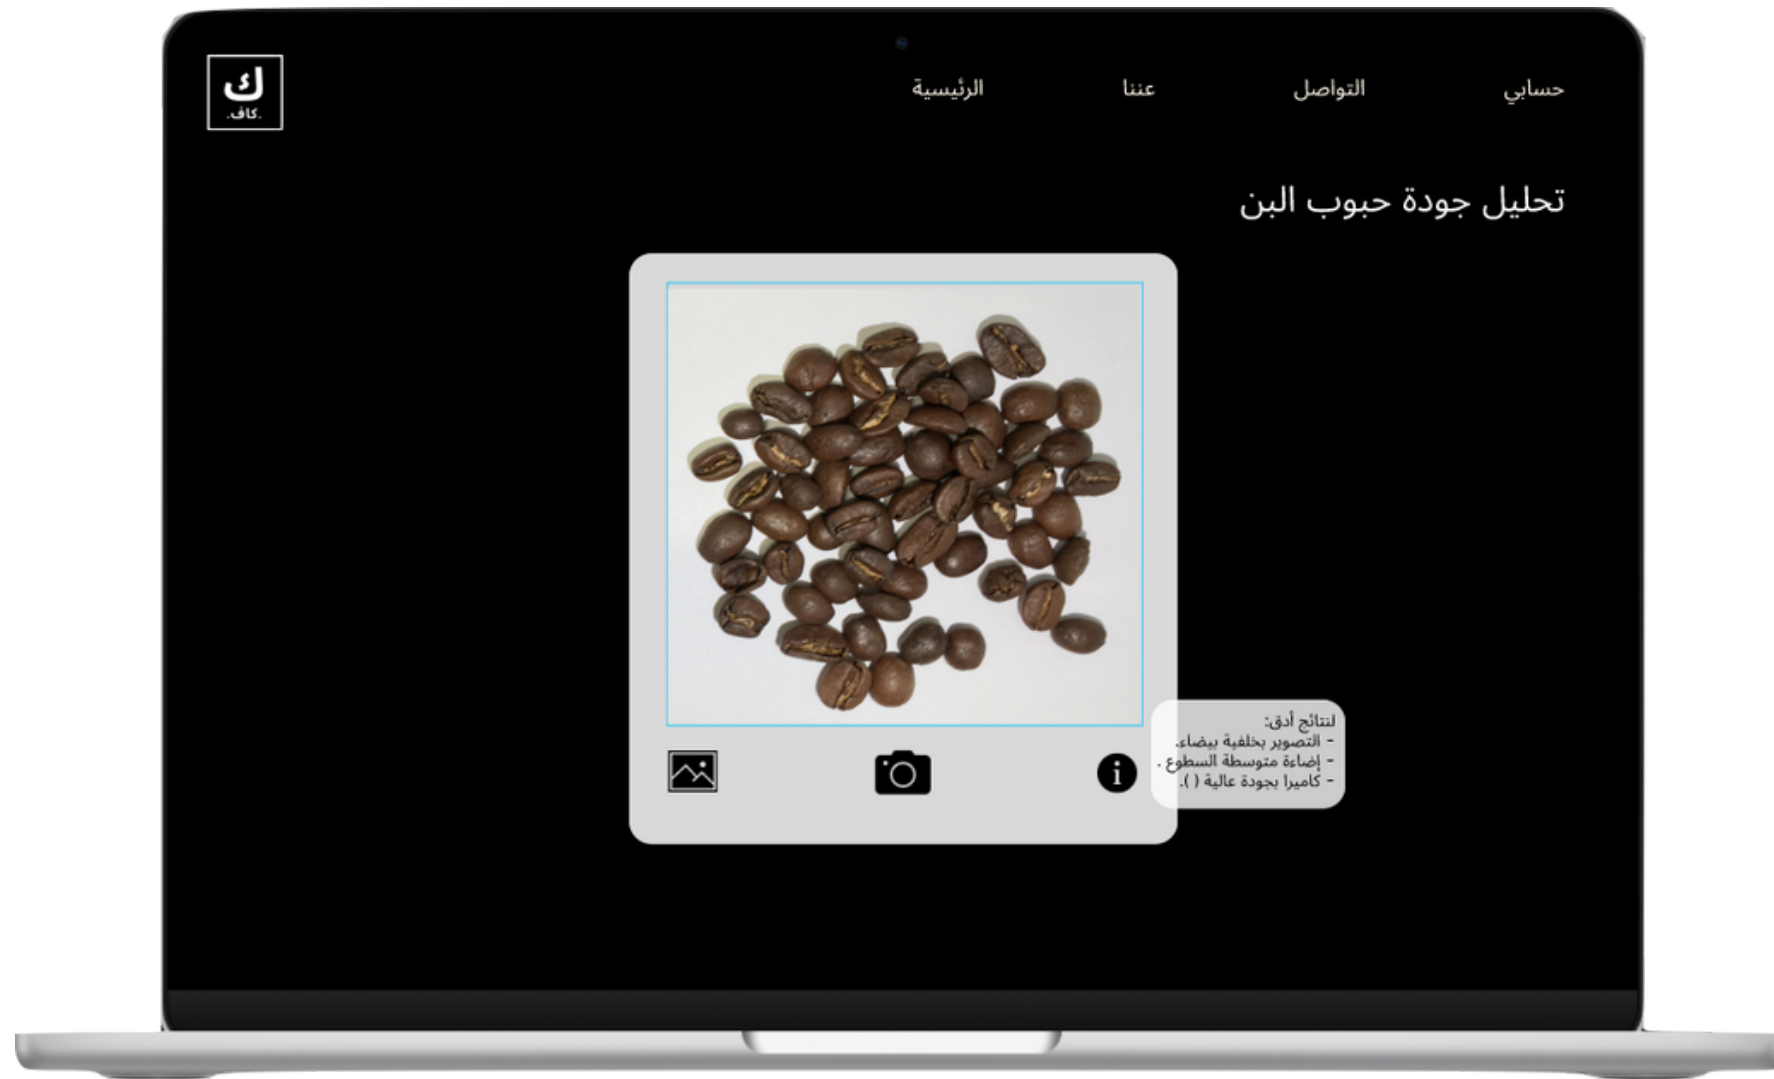 ك
.كاف.
حسابي
التواصل
عننا
الرئيسية
تحليل جودة حبوب البن
لنتائج أدق:
- التصوير بخلفية بيضاء.
- إضاءة متوسطة السطوع .
- كاميرا بجودة عالية ( ).